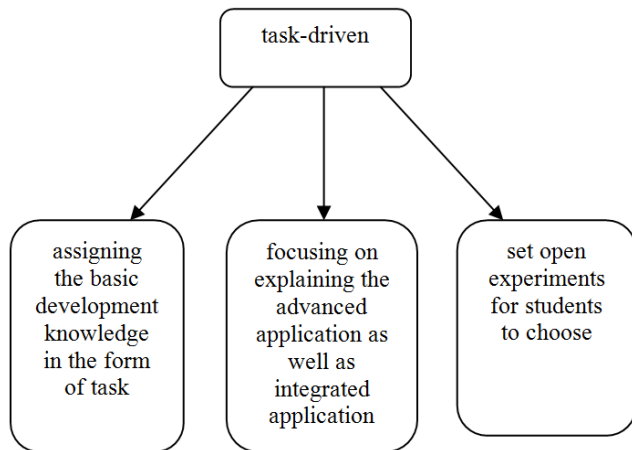 task-driven
assigning
the basic
development
knowledge
in the form
of task
focusing on
explaining the
advanced
application as
well as
integrated
application
set open
experiments
for students
to choose